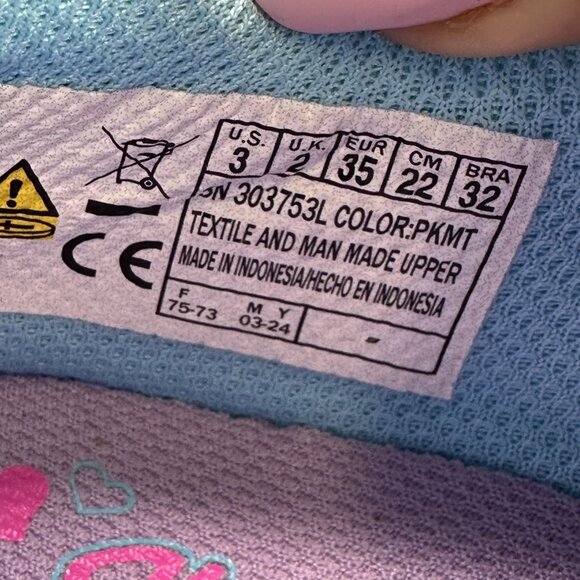 U.S. U.K. EUR CM BRA
3 2 35 22 32
SN 303753L COLOR:PKMT
TEXTILE AND MAN MADE UPPER
MADE IN INDONESIA/HECHO EN INDONESIA
F M Y
75-73 03-24 -
CE